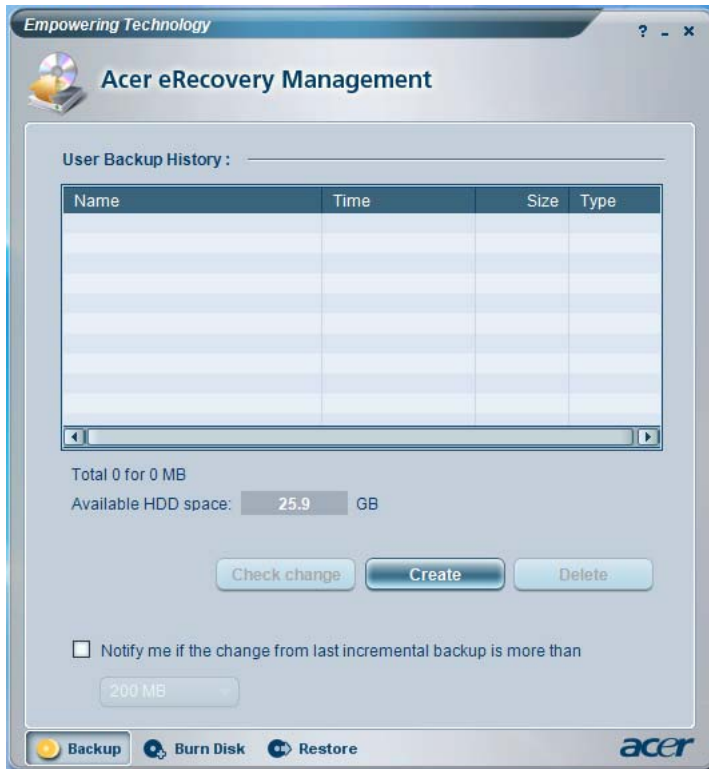 Empowering Technology
? - ×
Acer eRecovery Management
User Backup History :
Name Time Size Type
Total 0 for 0 MB
Available HDD space: 25.9 GB
Check change Create Delete
Notify me if the change from last incremental backup is more than
200 MB
Backup Burn Disk Restore acer